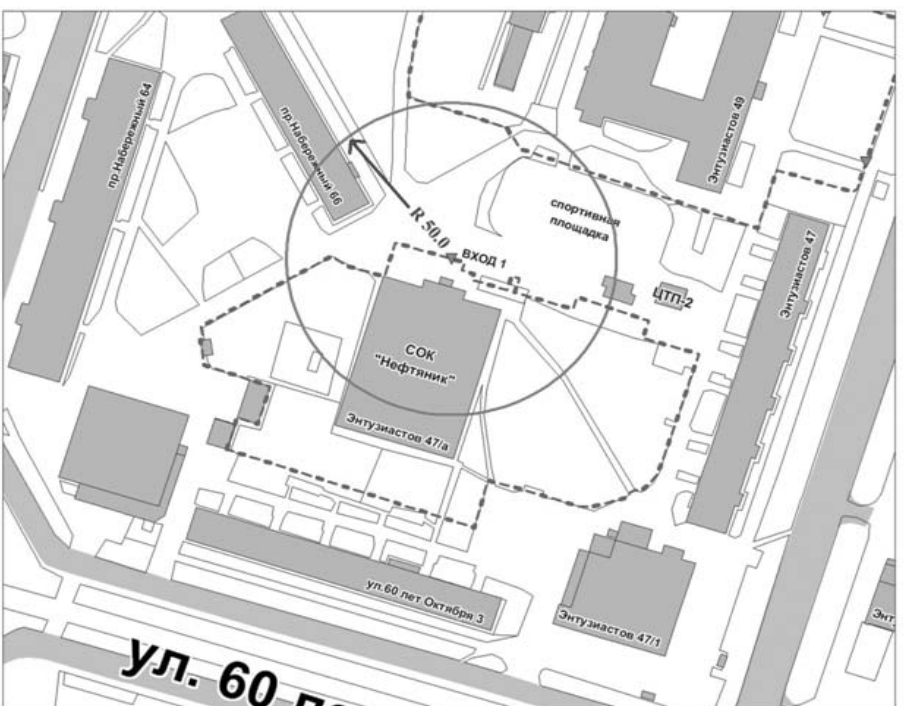 пр.Набережный 64
пр.Набережный 66
Энтузиастов 49
R 50.0
ВХОД 1
спортивная
площадка
Энтузиастов 47
ЦТП-2
СОК
"Нефтяник"
Энтузиастов 47/а
ул.60 лет Октября 3
Энтузиастов 47/1
ул. 60